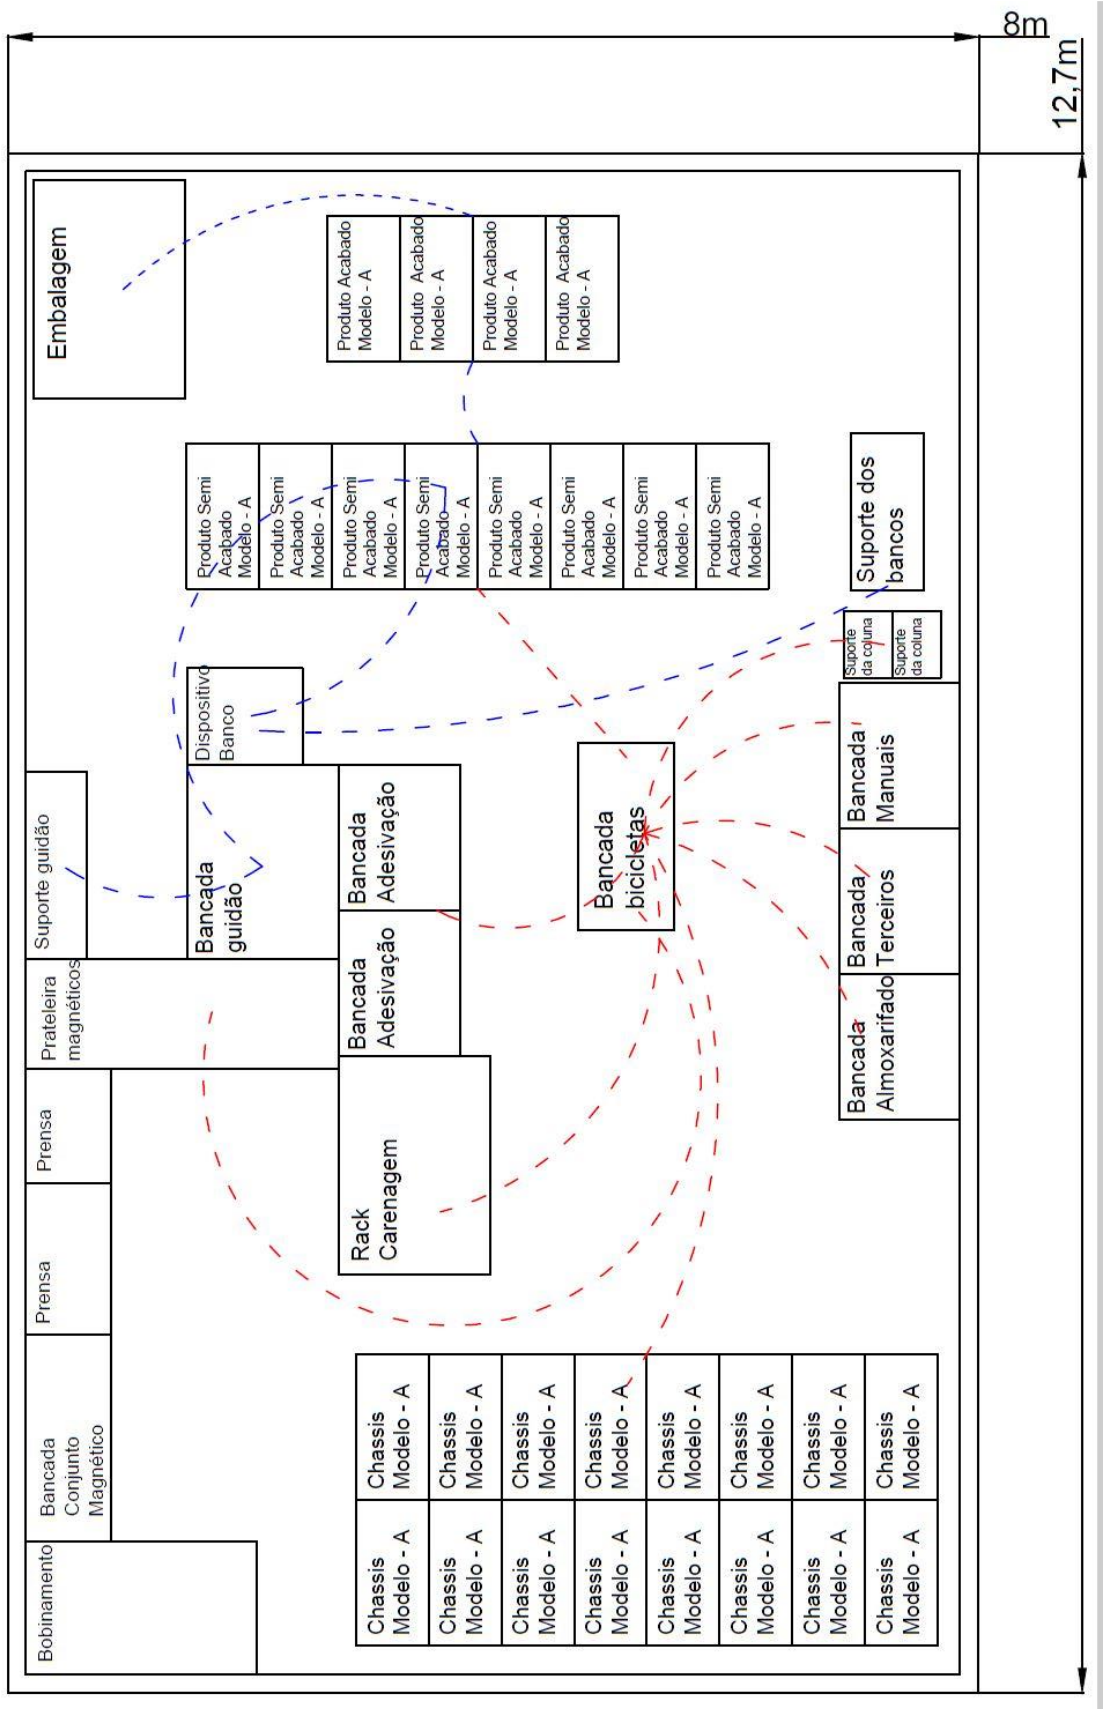 8m
12,7m
Embalagem
Produto Acabado
Modelo - A
Produto Acabado
Modelo - A
Produto Acabado
Modelo - A
Produto Acabado
Modelo - A
Produto Semi
Acabado
Modelo - A
Produto Semi
Acabado
Modelo - A
Produto Semi
Acabado
Modelo - A
Produto Semi
Acabado
Modelo - A
Produto Semi
Acabado
Modelo - A
Produto Semi
Acabado
Modelo - A
Produto Semi
Acabado
Modelo - A
Produto Semi
Acabado
Modelo - A
Suporte dos
bancos
Suporte
da coluna
Suporte
da coluna
Dispositivo
Banco
Suporte guidão
Bancada
guidão
Bancada
Adesivação
Bancada
Adesivação
Bancada
bicicletas
Bancada
Manuais
Bancada
Terceiros
Bancada
Almoxarifado
Prateleira
magnéticos
Prensa
Prensa
Rack
Carenagem
Bancada
Conjunto
Magnético
Bobinamento
Chassis
Modelo - A
Chassis
Modelo - A
Chassis
Modelo - A
Chassis
Modelo - A
Chassis
Modelo - A
Chassis
Modelo - A
Chassis
Modelo - A
Chassis
Modelo - A
Chassis
Modelo - A
Chassis
Modelo - A
Chassis
Modelo - A
Chassis
Modelo - A
Chassis
Modelo - A
Chassis
Modelo - A
Chassis
Modelo - A
Chassis
Modelo - A